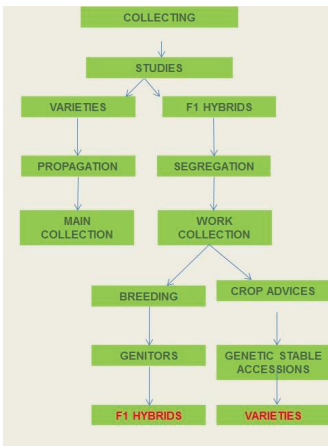 COLLECTING
STUDIES
VARIETIES
F1 HYBRIDS
PROPAGATION
SEGREGATION
MAIN
COLLECTION
WORK
COLLECTION
BREEDING
CROP ADVICES
GENITORS
GENETIC STABLE
ACCESSIONS
F1 HYBRIDS
VARIETIES